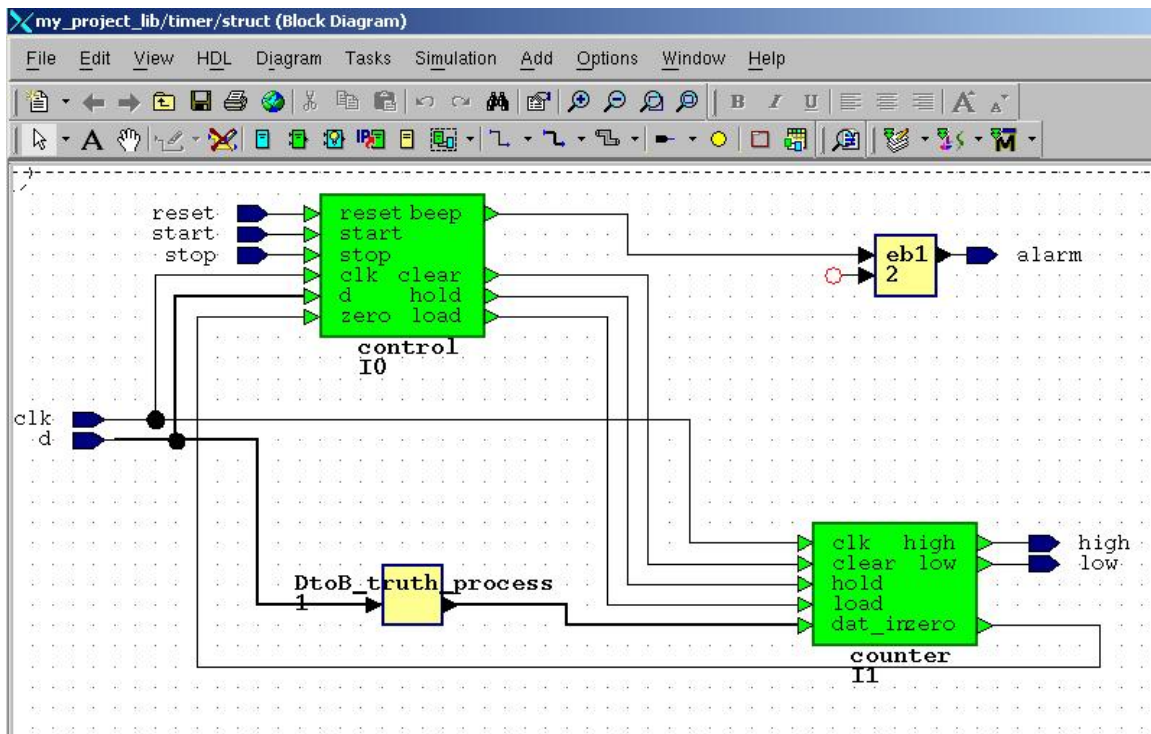 my_project_lib/timer/struct (Block Diagram)
File Edit View HDL Diagram Tasks Simulation Add Options Window Help
B I U A A
A IP M
reset reset beep
start start eb1 alarm
stop stop 2
clk clear
d hold
zero load
control
I0
clk
d
clk high high
clear low low
DtoB_truth_process hold
1 load
dat_inzero
counter
I1